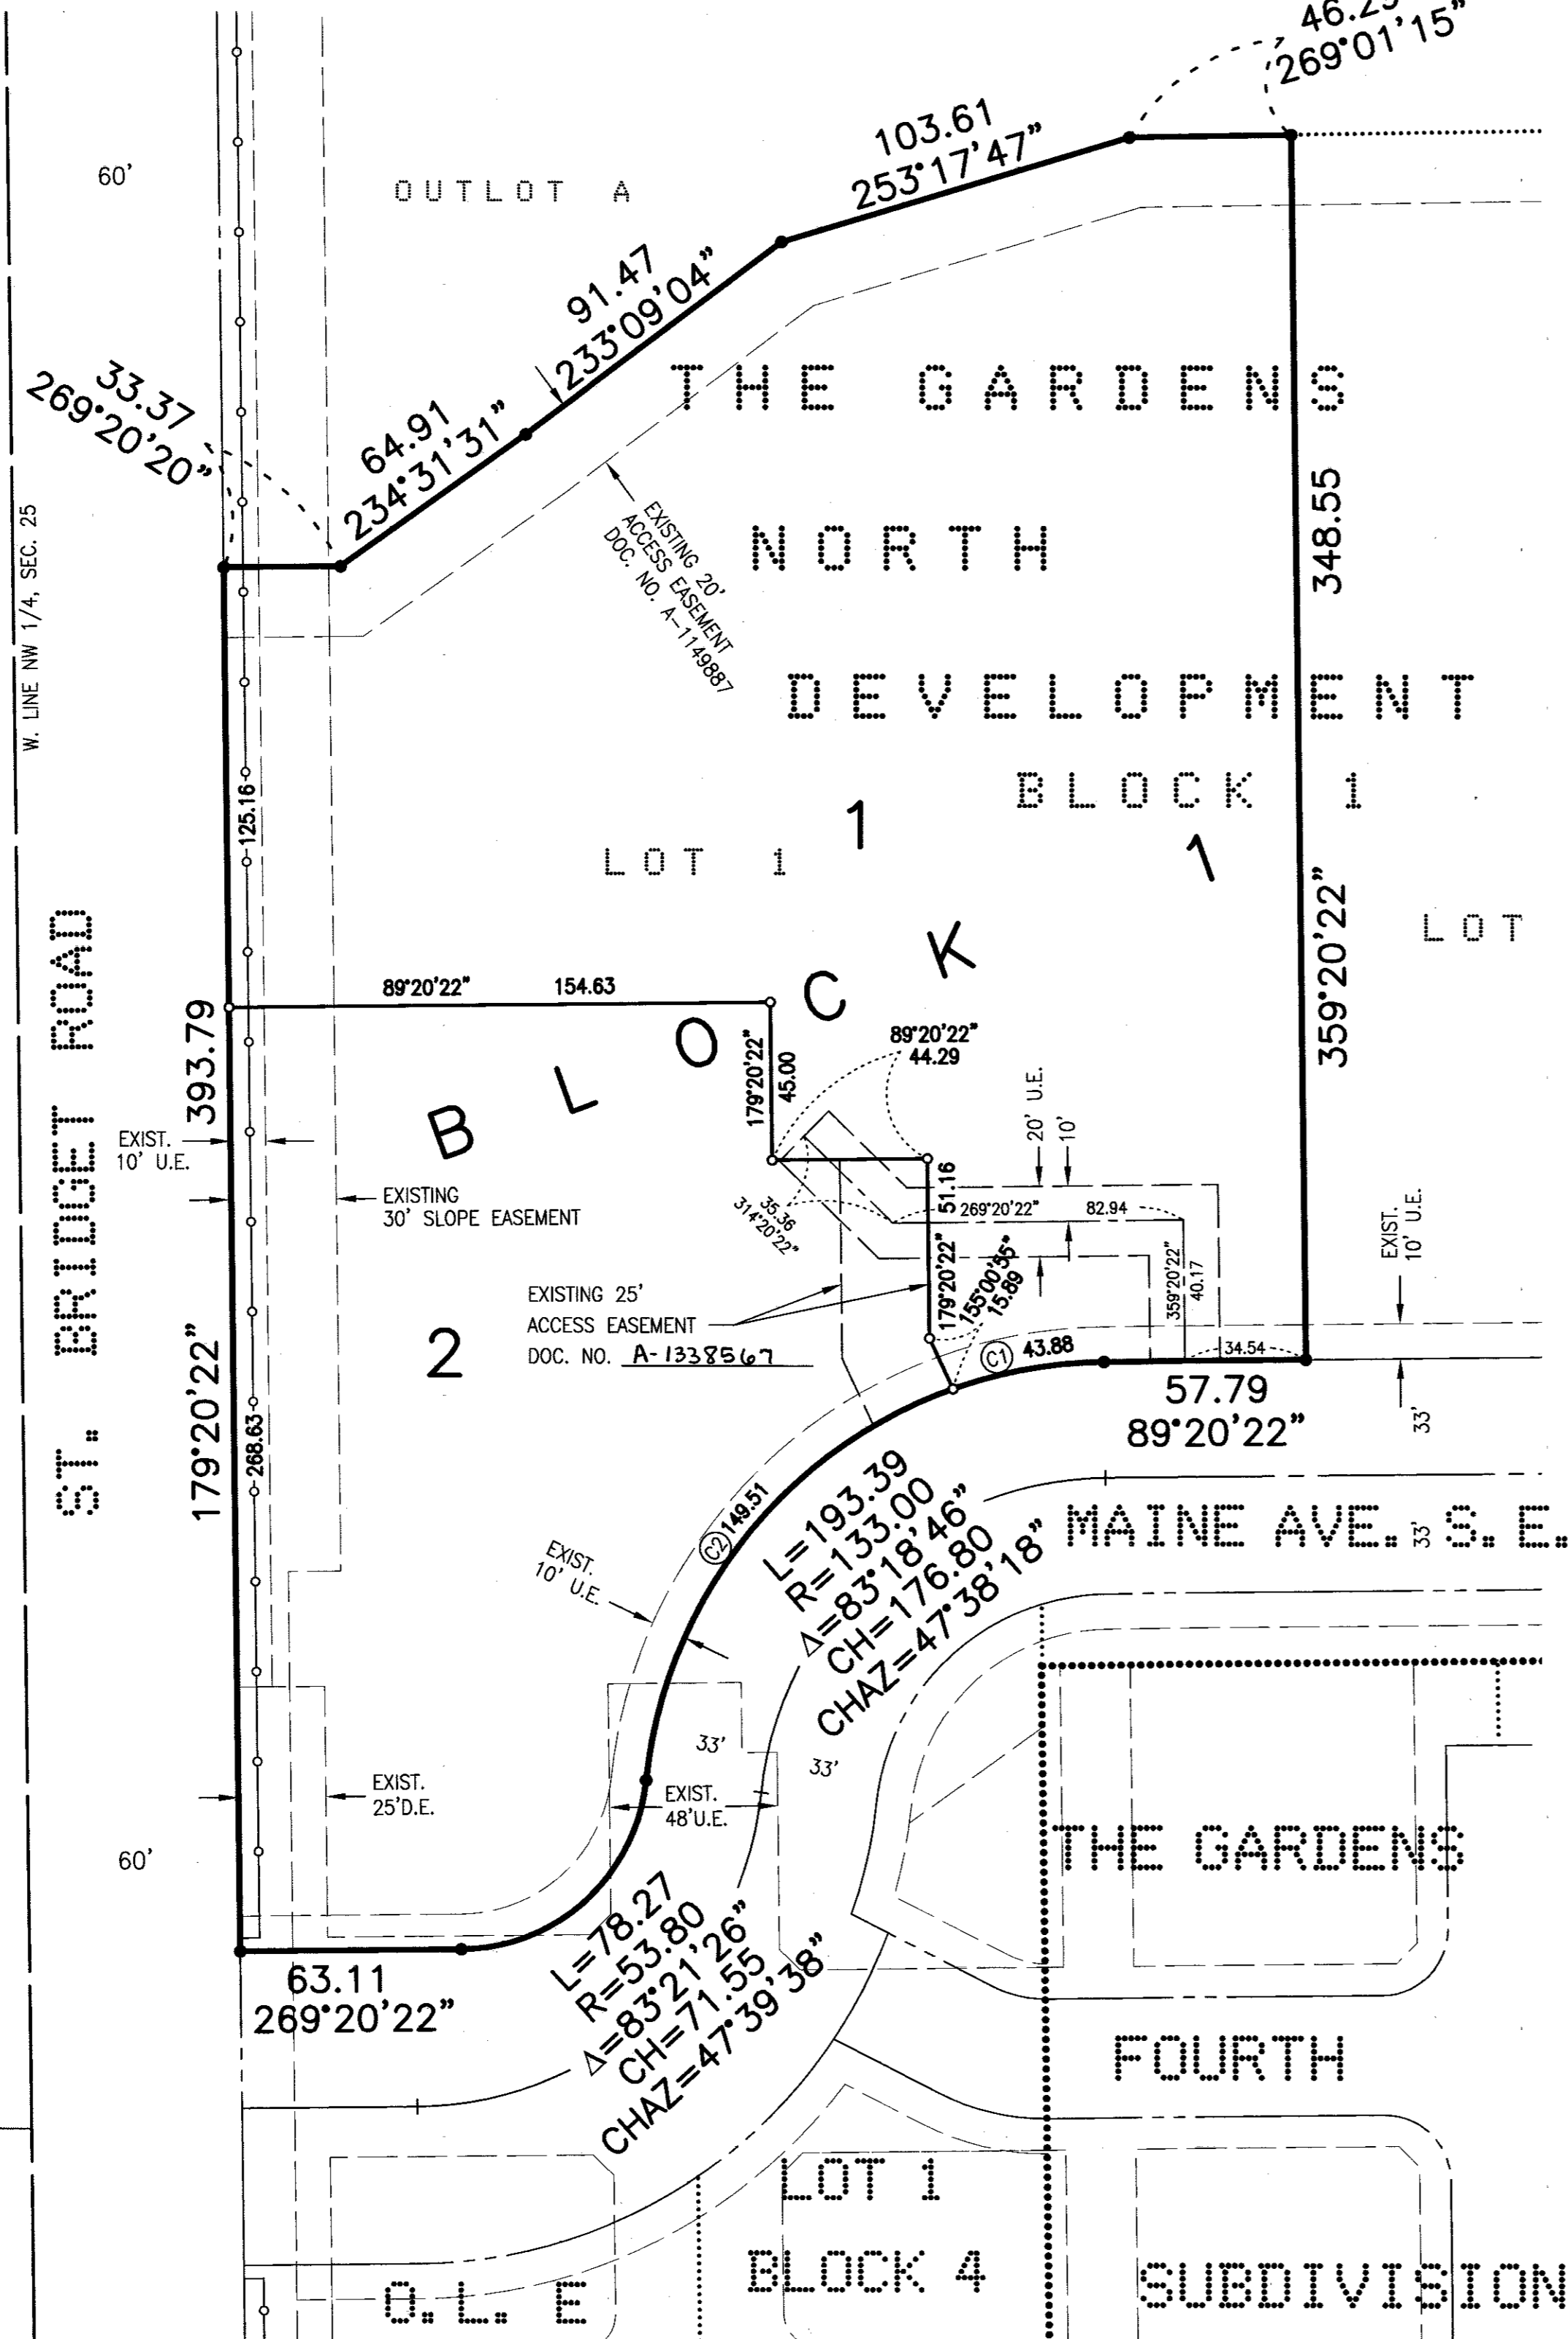 46.29
269°01'15"
103.61
253°17'47"
60'
OUTLOT A
91.47
233°09'04"
33.37
269°20'20"
64.91
234°31'31"
THE GARDENS
NORTH
DEVELOPMENT
BLOCK 1
348.55
359°20'22"
W. LINE NW 1/4, SEC. 25
EXISTING 20'
ACCESS EASEMENT
DOC. NO. A-1149887
125.16
LOT 1
1
BLOCK 1
LOT
ST. BRIDGET ROAD
393.79
179°20'22"
89°20'22" 154.63
179°20'22"
45.00
89°20'22"
44.29
EXIST.
10' U.E.
EXISTING
30' SLOPE EASEMENT
35.36
314°20'22"
51.16
179°20'22"
269°20'22" 82.94
20' U.E.
10'
155°00'55"
15.89
359°20'22"
40.17
EXIST.
10' U.E.
EXISTING 25'
ACCESS EASEMENT
DOC. NO. A-1338567
2
C1 43.88
34.54
57.79
89°20'22"
33'
268.63
C2 149.51
EXIST.
10' U.E.
L=193.39
R=133.00
Δ=83°18'46"
CH=176.80
CHAZ=47°38'18"
MAINE AVE. S.E.
33'
33'
33'
EXIST.
25'D.E.
EXIST.
48'U.E.
60'
THE GARDENS
63.11
269°20'22"
L=78.27
R=53.80
Δ=83°21'26"
CH=71.55
CHAZ=47°39'38"
FOURTH
LOT 1
BLOCK 4
SUBDIVISION
O.L. E